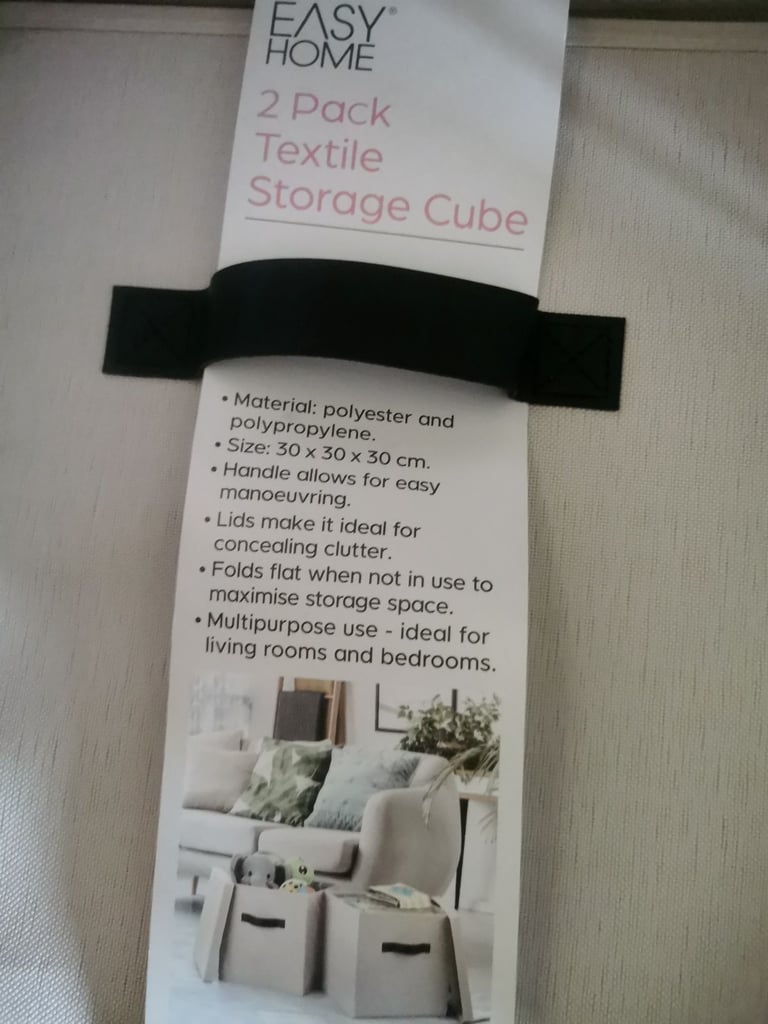 EASY®
HOME
2 Pack
Textile
Storage Cube
• Material: polyester and
polypropylene.
• Size: 30 x 30 x 30 cm.
• Handle allows for easy
manoeuvring.
• Lids make it ideal for
concealing clutter.
• Folds flat when not in use to
maximise storage space.
• Multipurpose use - ideal for
living rooms and bedrooms.